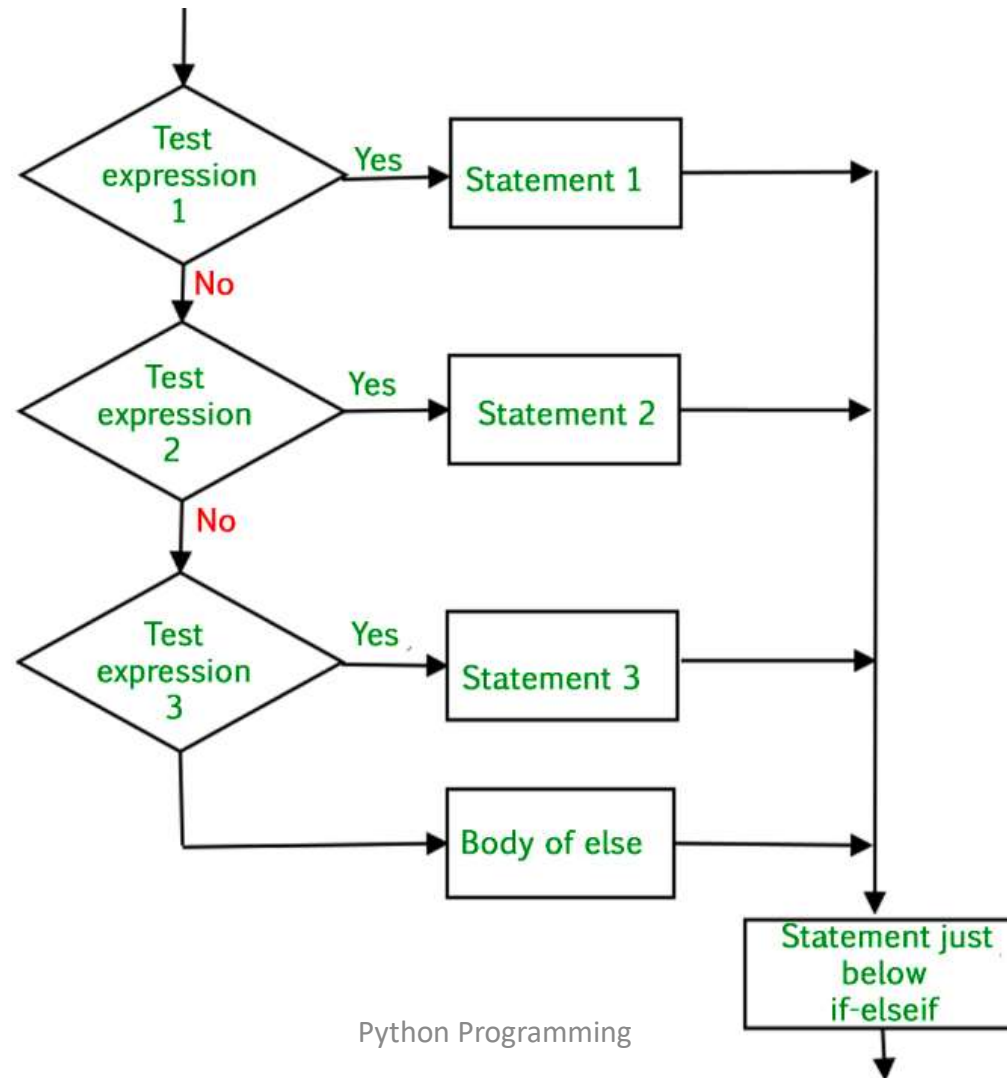 Test
expression
1
Yes
Statement 1
No
Test
expression
2
Yes
Statement 2
No
Test
expression
3
Yes
Statement 3
Body of else
Statement just
below
if-elseif
Python Programming